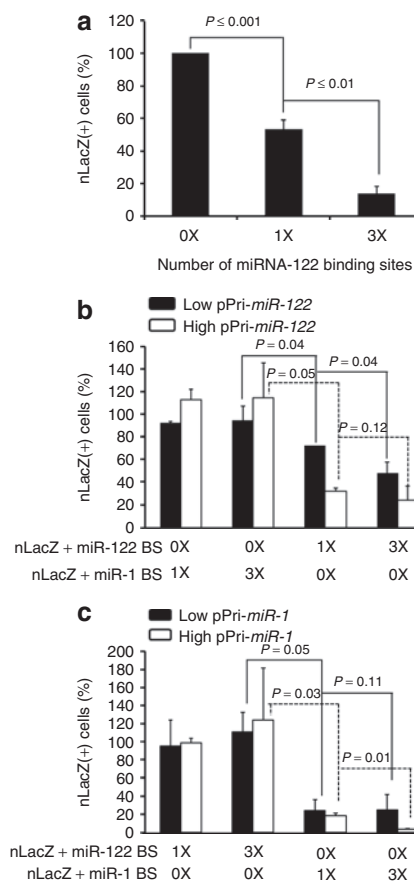 a
P ≤ 0.001
P ≤ 0.01
nLacZ(+) cells (%)
120
100
80
60
40
20
0
0X 1X 3X
Number of miRNA-122 binding sites
b
Low pPri-miR-122
High pPri-miR-122
P = 0.04
P = 0.04
P = 0.05
P = 0.12
nLacZ(+) cells (%)
160
140
120
100
80
60
40
20
0
nLacZ + miR-122 BS 0X 0X 1X 3X
nLacZ + miR-1 BS 1X 3X 0X 0X
c
Low pPri-miR-1
High pPri-miR-1
P = 0.05
P = 0.11
P = 0.03
P = 0.01
nLacZ(+) cells (%)
200
180
160
140
120
100
80
60
40
20
0
nLacZ + miR-122 BS 1X 3X 0X 0X
nLacZ + miR-1 BS 0X 0X 1X 3X